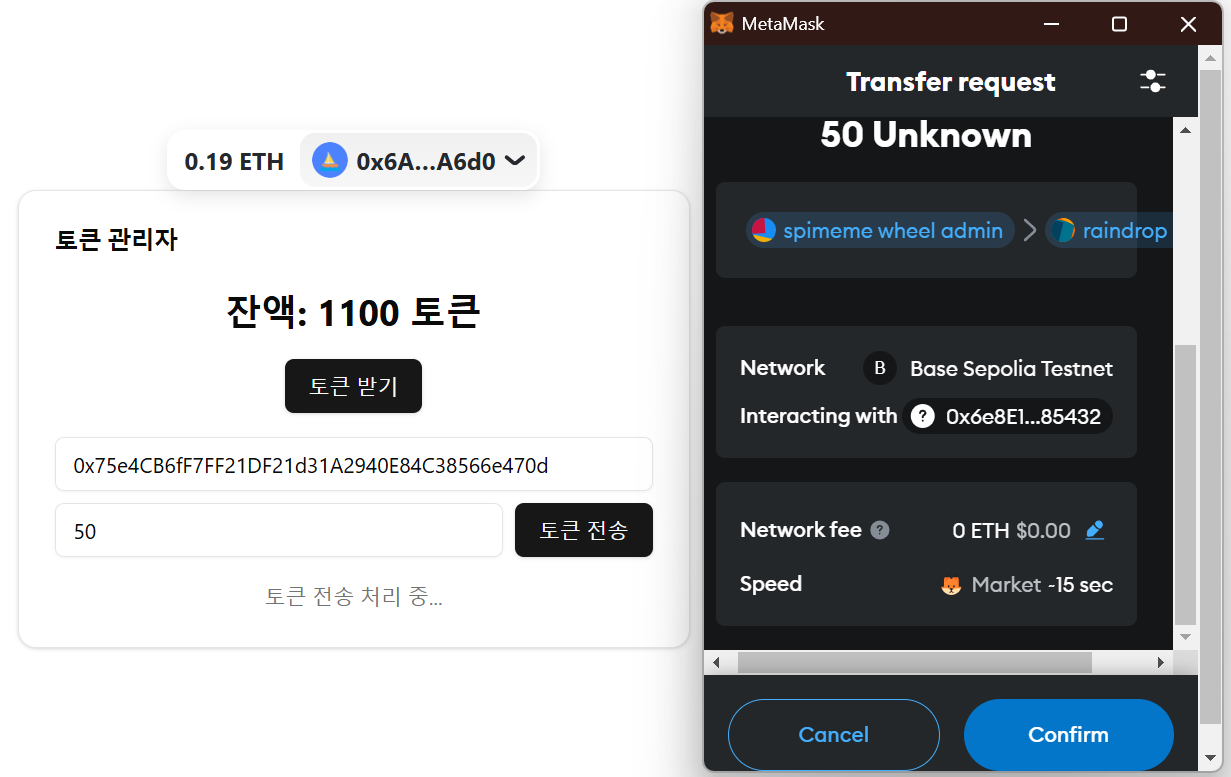 0.19 ETH 0x6A...A6d0
토큰 관리자
잔액: 1100 토큰
토큰 받기
0x75e4CB6fF7FF21DF21d31A2940E84C38566e470d
50 토큰 전송
토큰 전송 처리 중...
MetaMask
Transfer request
50 Unknown
spimeme wheel admin raindrop
Network B Base Sepolia Testnet
Interacting with ? 0x6e8E1...85432
Network fee ? 0 ETH $0.00
Speed Market ~15 sec
Cancel Confirm